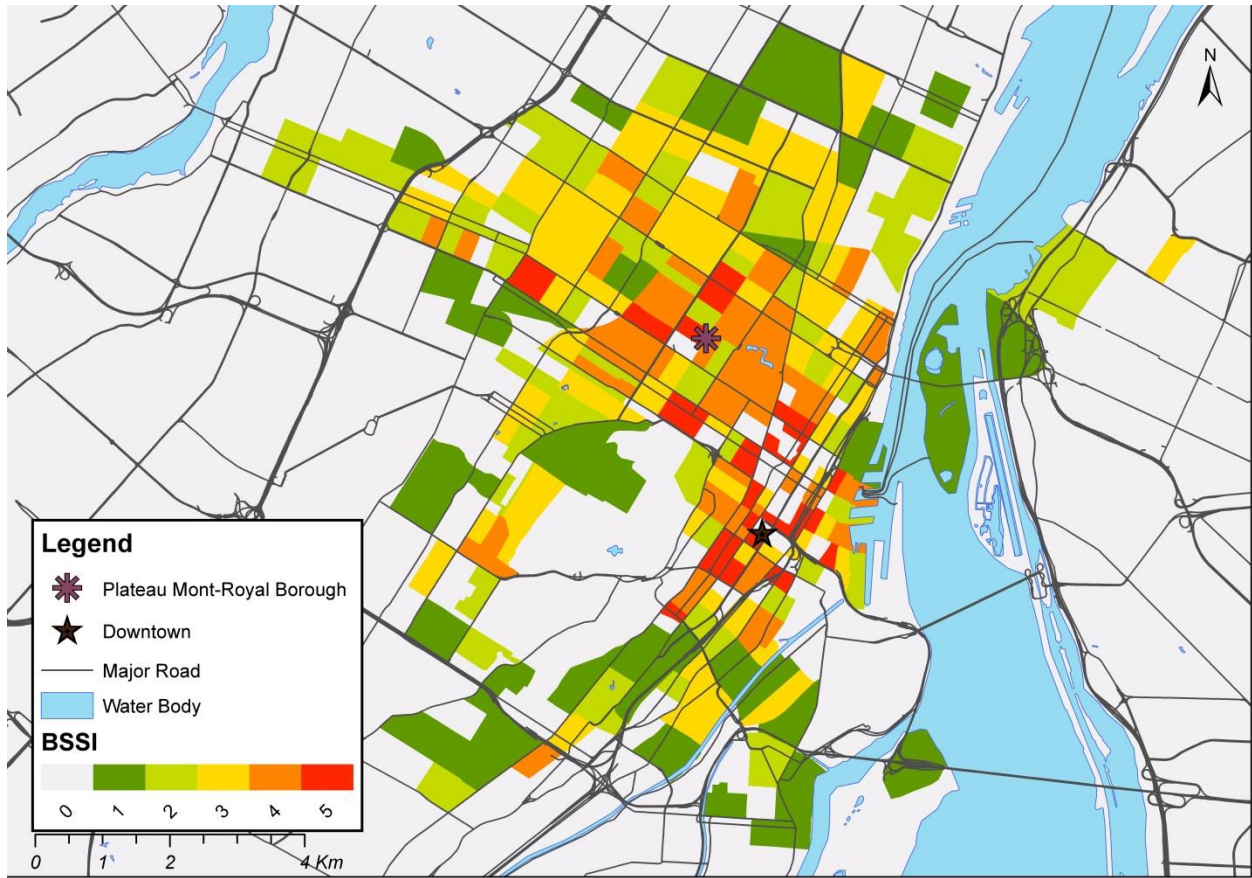 N
Legend
Plateau Mont-Royal Borough
Downtown
Major Road
Water Body
BSSI
0 1 2 3 4 5
0 1 2 4 Km